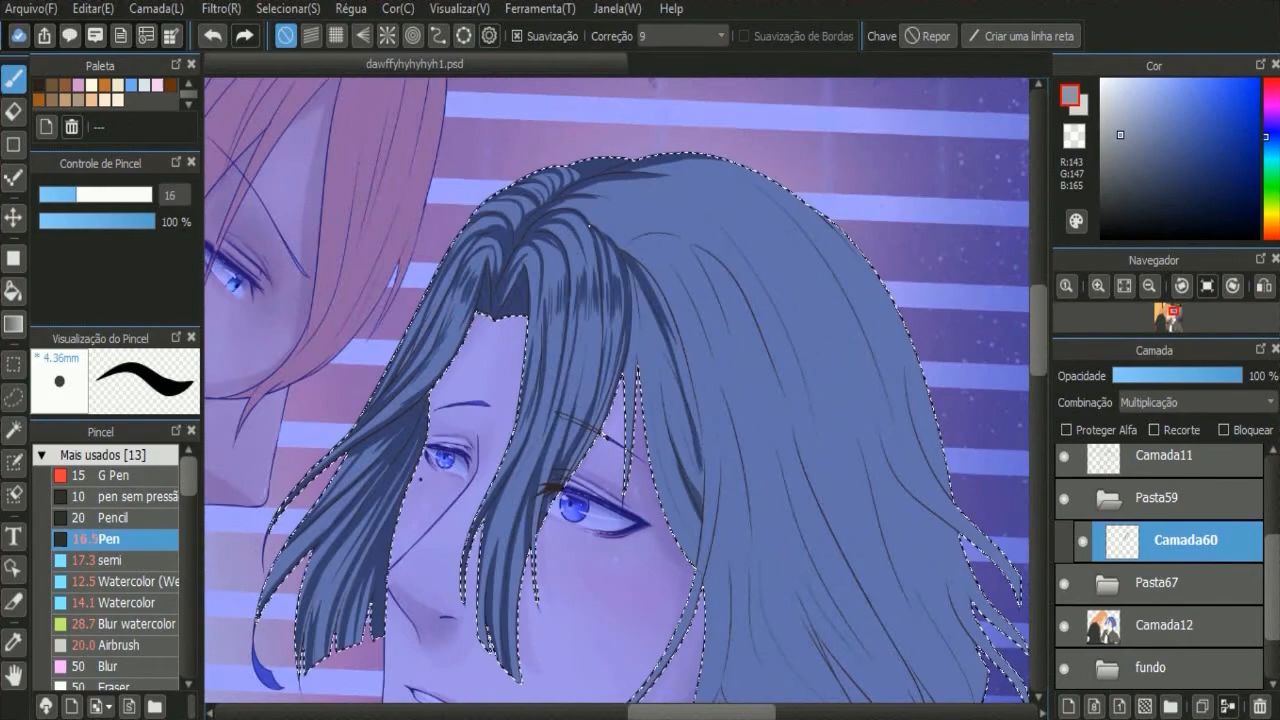 Arquivo(F) Editar(E) Camada(L) Filtro(R) Selecionar(S) Régua Cor(C) Visualizar(V) Ferramenta(T) Janela(W) Help
Suavização Correção 9 Suavização de Bordas Chave Repor Criar uma linha reta
Paleta
dawffyhyhyhyh1.psd
Cor
---
Controle de Pincel
16
100 %
R:143
G:147
B:165
Navegador
Visualização do Pincel
* 4.36mm
Camada
Opacidade 100 %
Combinação Multiplicação
Proteger Alfa Recorte Bloquear
Pincel
Mais usados [13]
15 G Pen
10 pen sem pressã
20 Pencil
16.9 Pen
17.3 semi
12.5 Watercolor (We
14.1 Watercolor
28.7 Blur watercolor
20.0 Airbrush
50 Blur
50 Eraser
Camada11
Pasta59
Camada60
Pasta67
Camada12
fundo